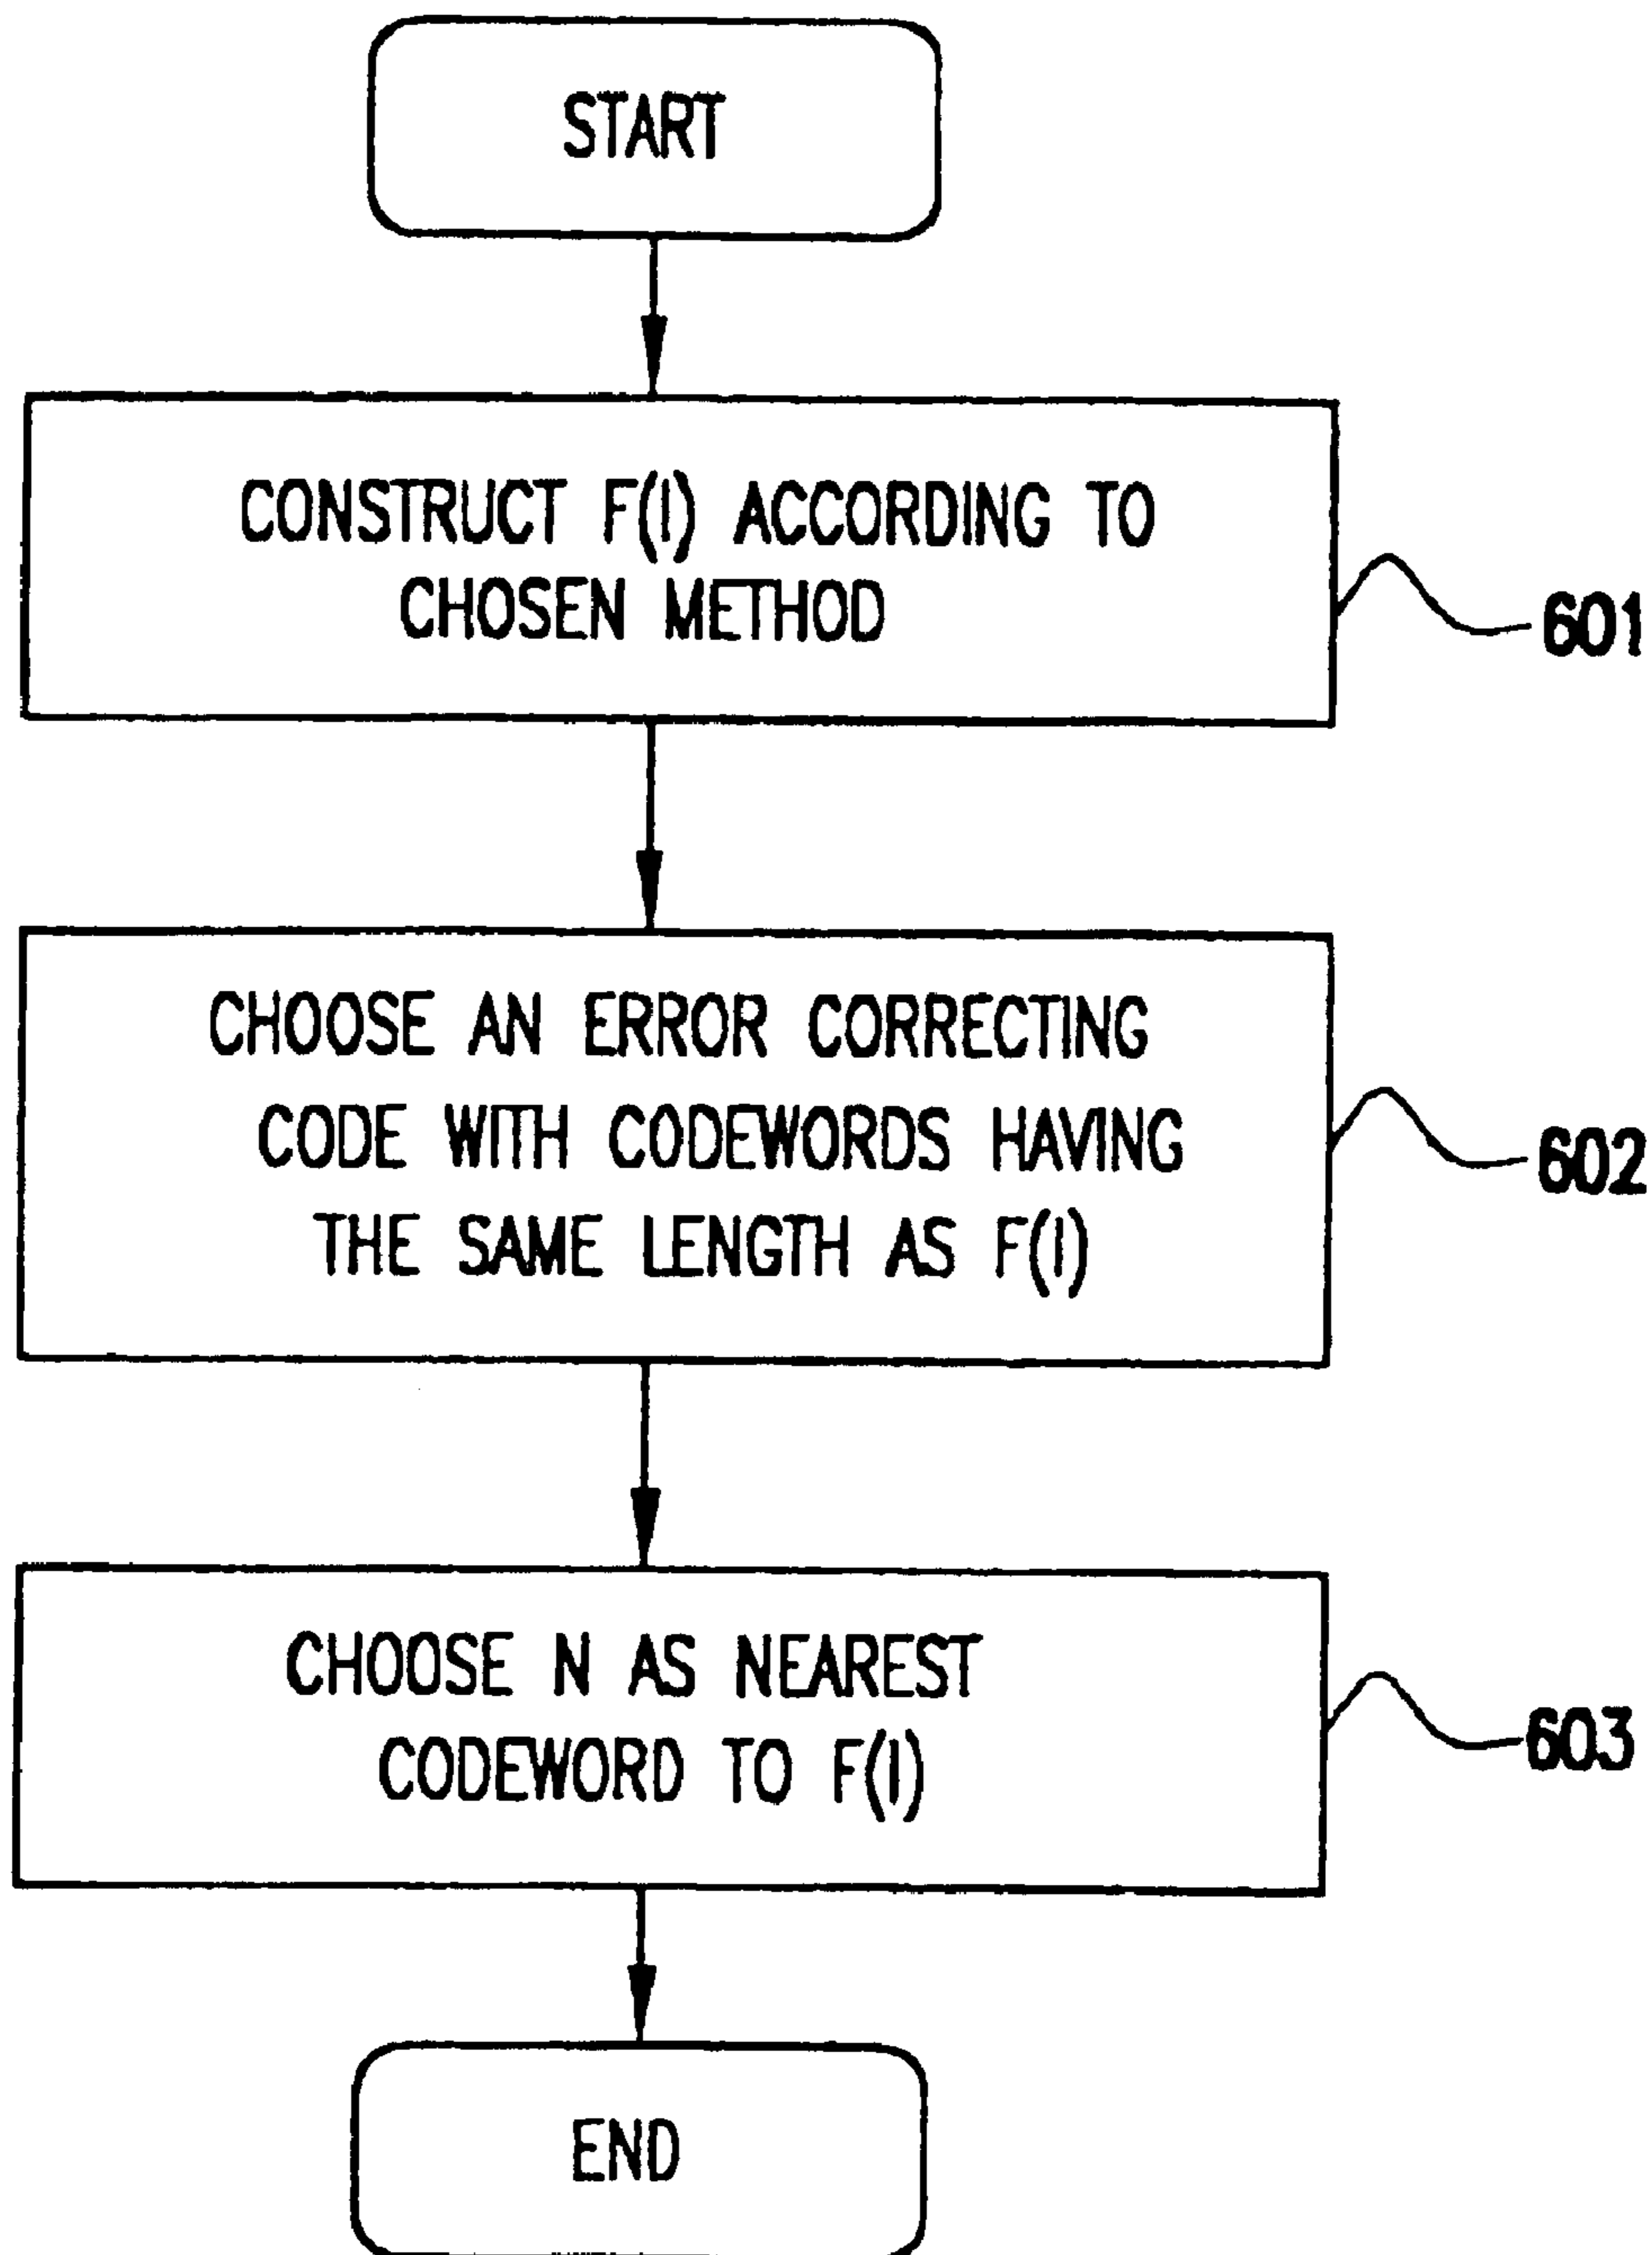 START
CONSTRUCT F(I) ACCORDING TO
CHOSEN METHOD
601
CHOOSE AN ERROR CORRECTING
CODE WITH CODEWORDS HAVING
THE SAME LENGTH AS F(I)
602
CHOOSE N AS NEAREST
CODEWORD TO F(I)
603
END